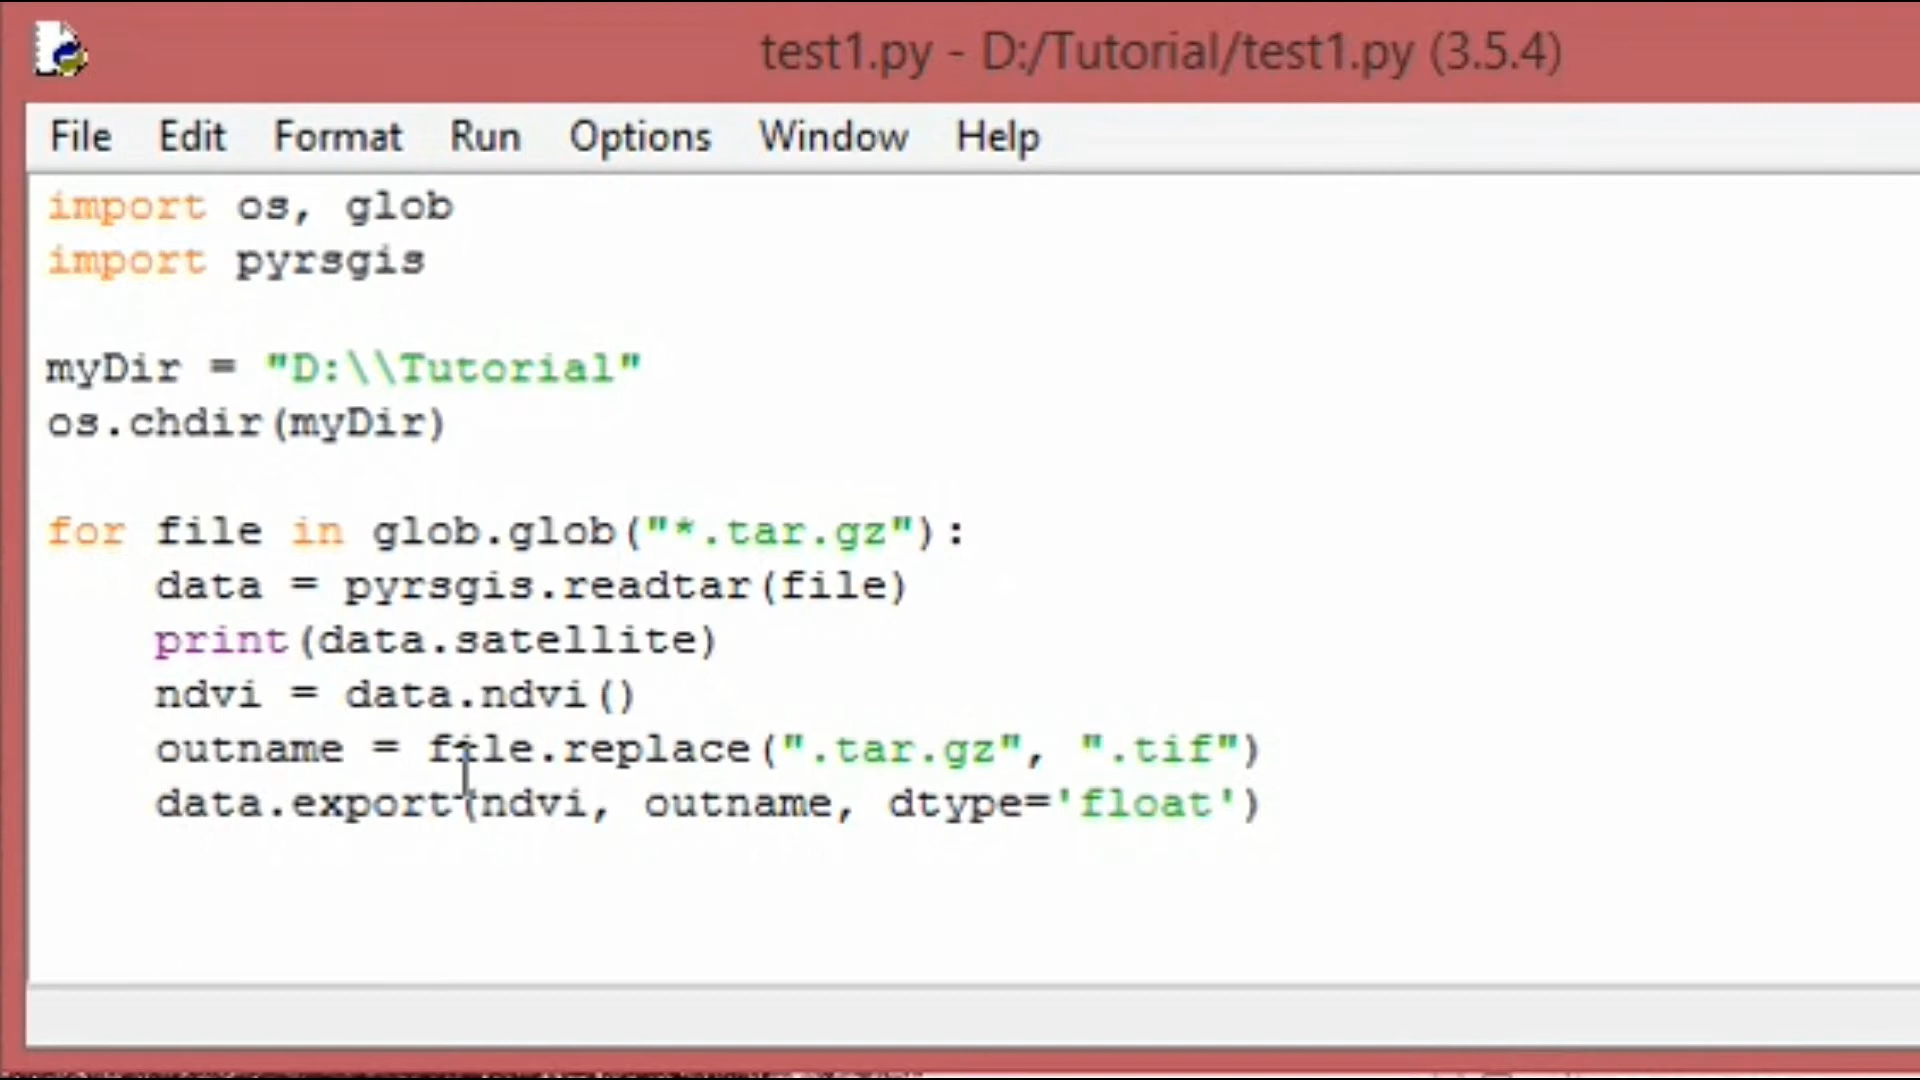 test1.py - D:/Tutorial/test1.py (3.5.4)
File Edit Format Run Options Window Help
import os, glob
import pyrsgis
myDir = "D:\\Tutorial"
os.chdir(myDir)
for file in glob.glob("*.tar.gz"):
    data = pyrsgis.readtar(file)
    print(data.satellite)
    ndvi = data.ndvi()
    outname = file.replace(".tar.gz", ".tif")
    data.export(ndvi, outname, dtype='float')